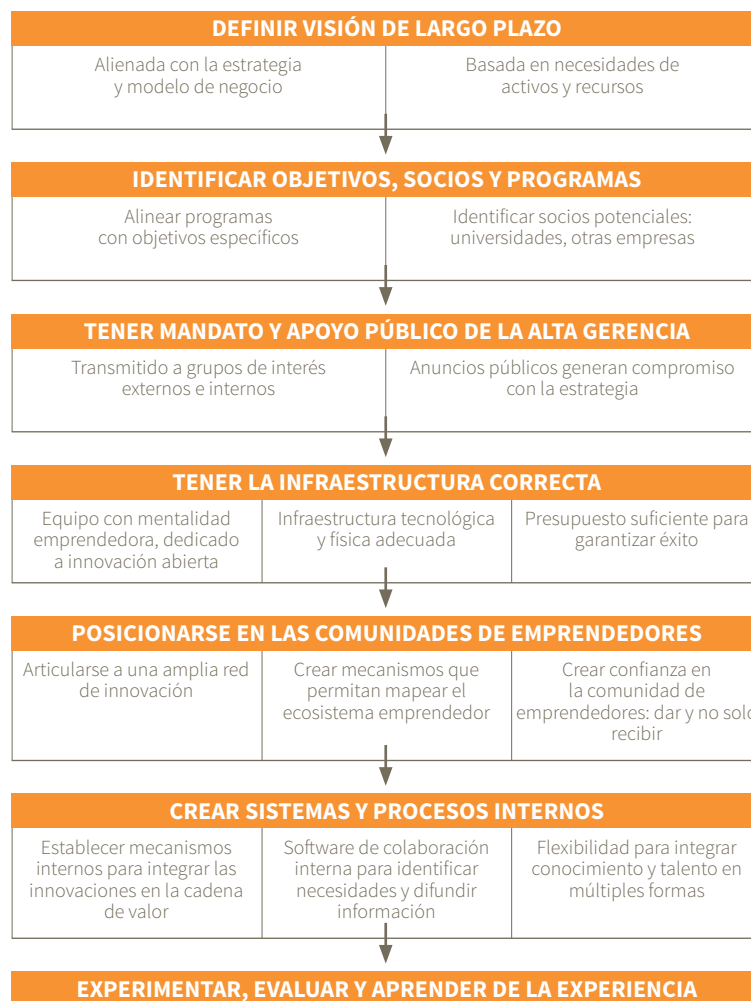 DEFINIR VISIÓN DE LARGO PLAZO
Alienada con la estrategia
y modelo de negocio
Basada en necesidades de
activos y recursos
IDENTIFICAR OBJETIVOS, SOCIOS Y PROGRAMAS
Alinear programas
con objetivos específicos
Identificar socios potenciales:
universidades, otras empresas
TENER MANDATO Y APOYO PÚBLICO DE LA ALTA GERENCIA
Transmitido a grupos de interés
externos e internos
Anuncios públicos generan compromiso
con la estrategia
TENER LA INFRAESTRUCTURA CORRECTA
Equipo con mentalidad
emprendedora, dedicado
a innovación abierta
Infraestructura tecnológica
y física adecuada
Presupuesto suficiente para
garantizar éxito
POSICIONARSE EN LAS COMUNIDADES DE EMPRENDEDORES
Articularse a una amplia red
de innovación
Crear mecanismos que
permitan mapear el
ecosistema emprendedor
Crear confianza en
la comunidad de
emprendedores: dar y no solo
recibir
CREAR SISTEMAS Y PROCESOS INTERNOS
Establecer mecanismos
internos para integrar las
innovaciones en la cadena
de valor
Software de colaboración
interna para identificar
necesidades y difundir
información
Flexibilidad para integrar
conocimiento y talento en
múltiples formas
EXPERIMENTAR, EVALUAR Y APRENDER DE LA EXPERIENCIA